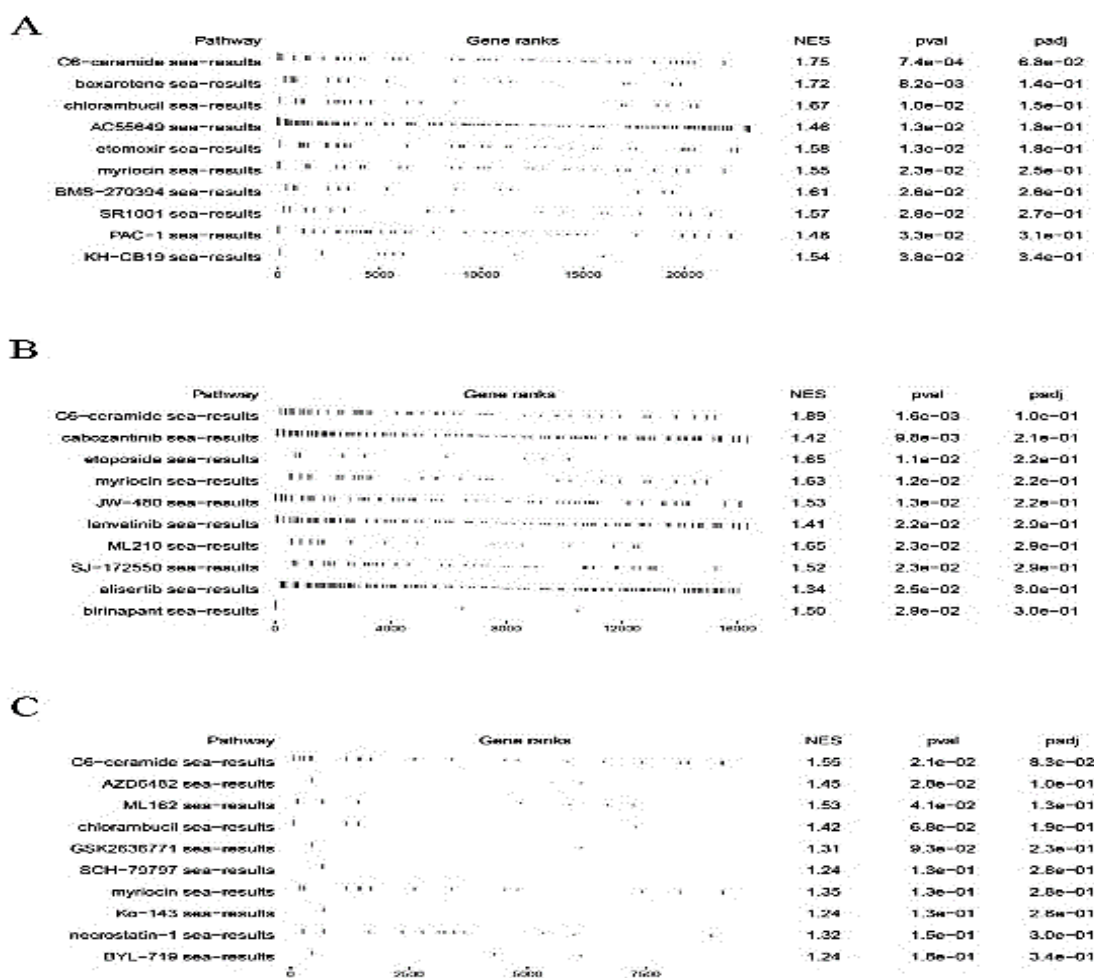 A
Pathway Gene ranks NES pval padj
C6-ceramide sea-results 1.75 7.4e-04 6.8e-02
bexarotene sea-results 1.72 8.2e-03 1.4e-01
chlorambucil sea-results 1.67 1.0e-02 1.5e-01
AC55649 sea-results 1.46 1.3e-02 1.8e-01
etomoxir sea-results 1.58 1.3e-02 1.8e-01
myriocin sea-results 1.55 2.3e-02 2.5e-01
BMS-270394 sea-results 1.61 2.6e-02 2.6e-01
SR1001 sea-results 1.57 2.8e-02 2.7e-01
PAC-1 sea-results 1.48 3.3e-02 3.1e-01
KH-CB19 sea-results 1.54 3.8e-02 3.4e-01
0 5000 10000 15000 20000
B
Pathway Gene ranks NES pval padj
C6-ceramide sea-results 1.89 1.6e-03 1.0e-01
cabozantinib sea-results 1.42 9.8e-03 2.1e-01
etoposide sea-results 1.65 1.1e-02 2.2e-01
myriocin sea-results 1.63 1.2e-02 2.2e-01
JW-480 sea-results 1.53 1.3e-02 2.2e-01
lenvatinib sea-results 1.41 2.2e-02 2.9e-01
ML210 sea-results 1.65 2.3e-02 2.9e-01
SJ-172550 sea-results 1.52 2.3e-02 2.9e-01
alisertib sea-results 1.34 2.5e-02 3.0e-01
birinapant sea-results 1.50 2.9e-02 3.0e-01
0 4000 8000 12000 16000
C
Pathway Gene ranks NES pval padj
C6-ceramide sea-results 1.55 2.1e-02 8.3e-02
AZD6482 sea-results 1.45 2.8e-02 1.0e-01
ML162 sea-results 1.53 4.1e-02 1.3e-01
chlorambucil sea-results 1.42 6.8e-02 1.9e-01
GSK2636771 sea-results 1.31 9.3e-02 2.3e-01
SCH-79797 sea-results 1.24 1.3e-01 2.8e-01
myriocin sea-results 1.35 1.3e-01 2.8e-01
Ko-143 sea-results 1.24 1.3e-01 2.8e-01
necrostatin-1 sea-results 1.32 1.5e-01 3.0e-01
BYL-719 sea-results 1.24 1.8e-01 3.4e-01
0 2500 5000 7500